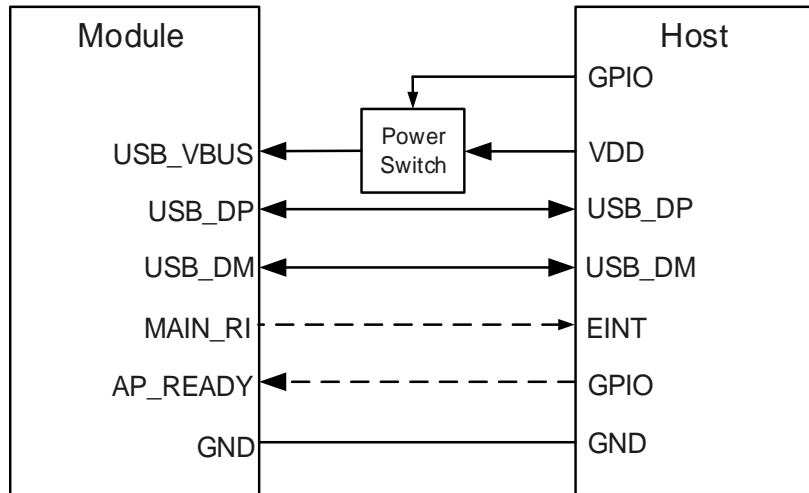 Module
Host
GPIO
Power
Switch
USB_VBUS
VDD
USB_DP
USB_DP
USB_DM
USB_DM
MAIN_RI
EINT
AP_READY
GPIO
GND
GND